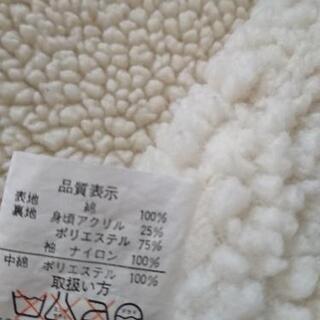 品質表示
表地 綿 100%
裏地 身頃アクリル 25%
ポリエステル 75%
袖 ナイロン 100%
中綿 ポリエステル 100%
取扱い方